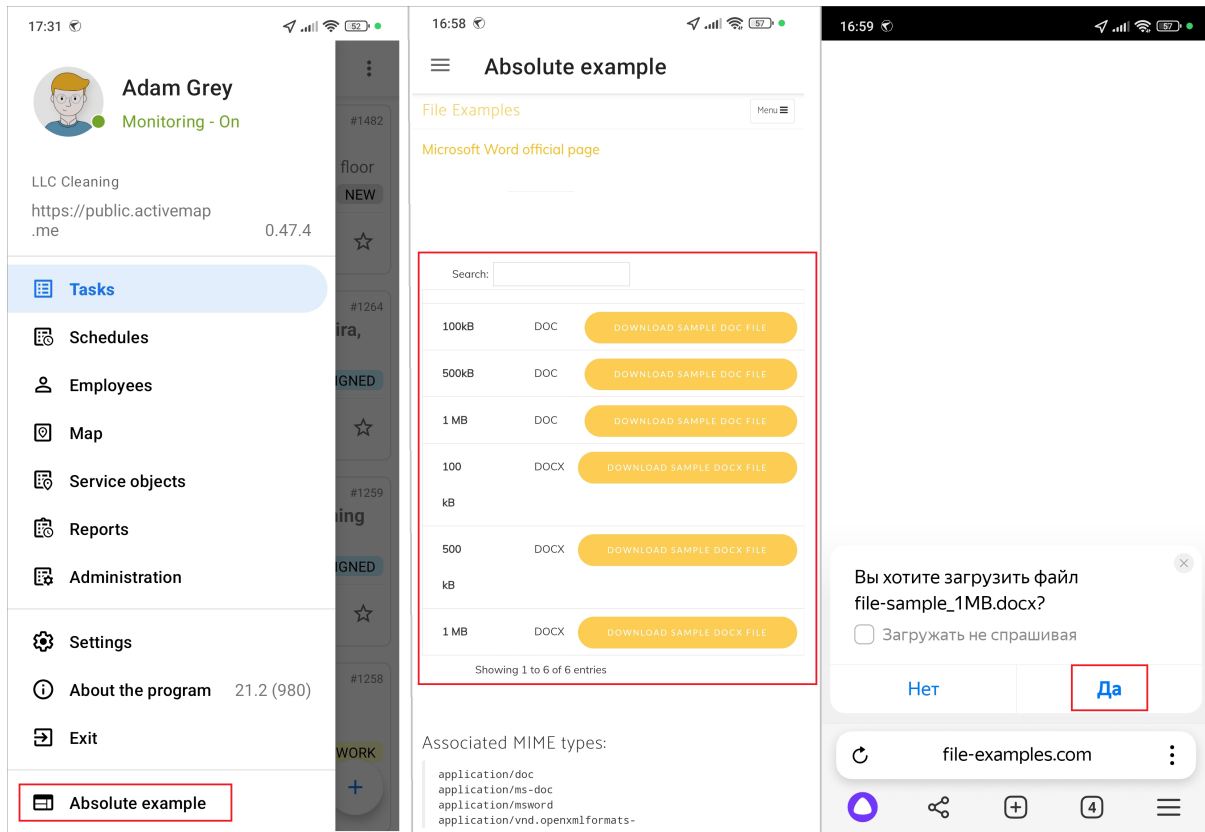 17:31
52
Adam Grey
Monitoring - On
LLC Cleaning
https://public.activemap
.me
0.47.4
Tasks
Schedules
Employees
Map
Service objects
Reports
Administration
Settings
About the program 21.2 (980)
Exit
Absolute example
#1482
floor
NEW
#1264
ira,
IGNED
#1259
ning
IGNED
#1258
WORK
+
16:58
57
Absolute example
File Examples
Menu
Microsoft Word official page
Search:
100kB DOC DOWNLOAD SAMPLE DOC FILE
500kB DOC DOWNLOAD SAMPLE DOC FILE
1 MB DOC DOWNLOAD SAMPLE DOC FILE
100 DOCX DOWNLOAD SAMPLE DOCX FILE
kB
500 DOCX DOWNLOAD SAMPLE DOCX FILE
kB
1 MB DOCX DOWNLOAD SAMPLE DOCX FILE
Showing 1 to 6 of 6 entries
Associated MIME types:
application/doc
application/ms-doc
application/msword
application/vnd.openxmlformats-
16:59
57
Вы хотите загрузить файл
file-sample_1MB.docx?
Загружать не спрашивая
Нет
Да
file-examples.com
4